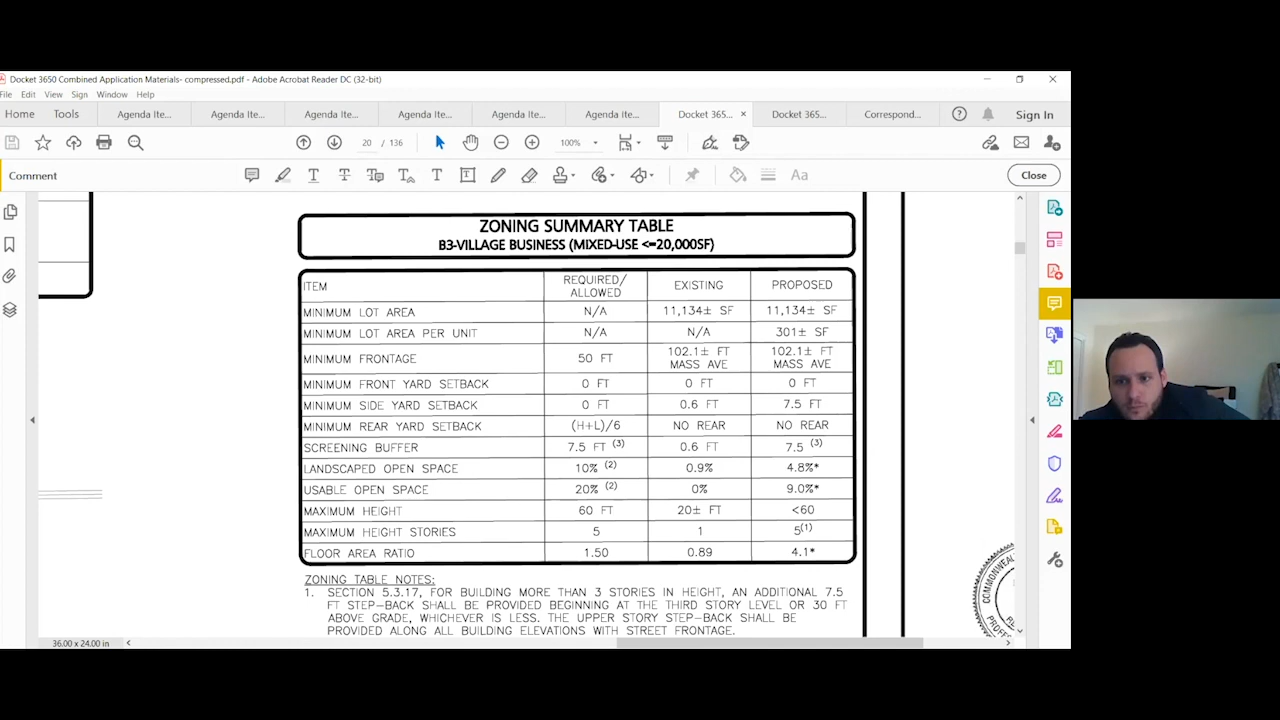 Docket 3650 Combined Application Materials- compressed.pdf - Adobe Acrobat Reader DC (32-bit)
File Edit View Sign Window Help
Home Tools Agenda Ite... Agenda Ite... Agenda Ite... Agenda Ite... Agenda Ite... Agenda Ite... Docket 365... × Docket 365... Correspond... Sign In
20 / 136 100%
Comment Close
ZONING SUMMARY TABLE
B3-VILLAGE BUSINESS (MIXED-USE <=20,000SF)
ITEM REQUIRED/ ALLOWED EXISTING PROPOSED
MINIMUM LOT AREA N/A 11,134± SF 11,134± SF
MINIMUM LOT AREA PER UNIT N/A N/A 301± SF
MINIMUM FRONTAGE 50 FT 102.1± FT MASS AVE 102.1± FT MASS AVE
MINIMUM FRONT YARD SETBACK 0 FT 0 FT 0 FT
MINIMUM SIDE YARD SETBACK 0 FT 0.6 FT 7.5 FT
MINIMUM REAR YARD SETBACK (H+L)/6 NO REAR NO REAR
SCREENING BUFFER 7.5 FT (3) 0.6 FT 7.5 (3)
LANDSCAPED OPEN SPACE 10% (2) 0.9% 4.8%*
USABLE OPEN SPACE 20% (2) 0% 9.0%*
MAXIMUM HEIGHT 60 FT 20± FT <60
MAXIMUM HEIGHT STORIES 5 1 5(1)
FLOOR AREA RATIO 1.50 0.89 4.1*
ZONING TABLE NOTES:
1. SECTION 5.3.17, FOR BUILDING MORE THAN 3 STORIES IN HEIGHT, AN ADDITIONAL 7.5
FT STEP-BACK SHALL BE PROVIDED BEGINNING AT THE THIRD STORY LEVEL OR 30 FT
ABOVE GRADE, WHICHEVER IS LESS. THE UPPER STORY STEP-BACK SHALL BE
PROVIDED ALONG ALL BUILDING ELEVATIONS WITH STREET FRONTAGE.
COMMONWEAL
PROFES
36.00 x 24.00 in